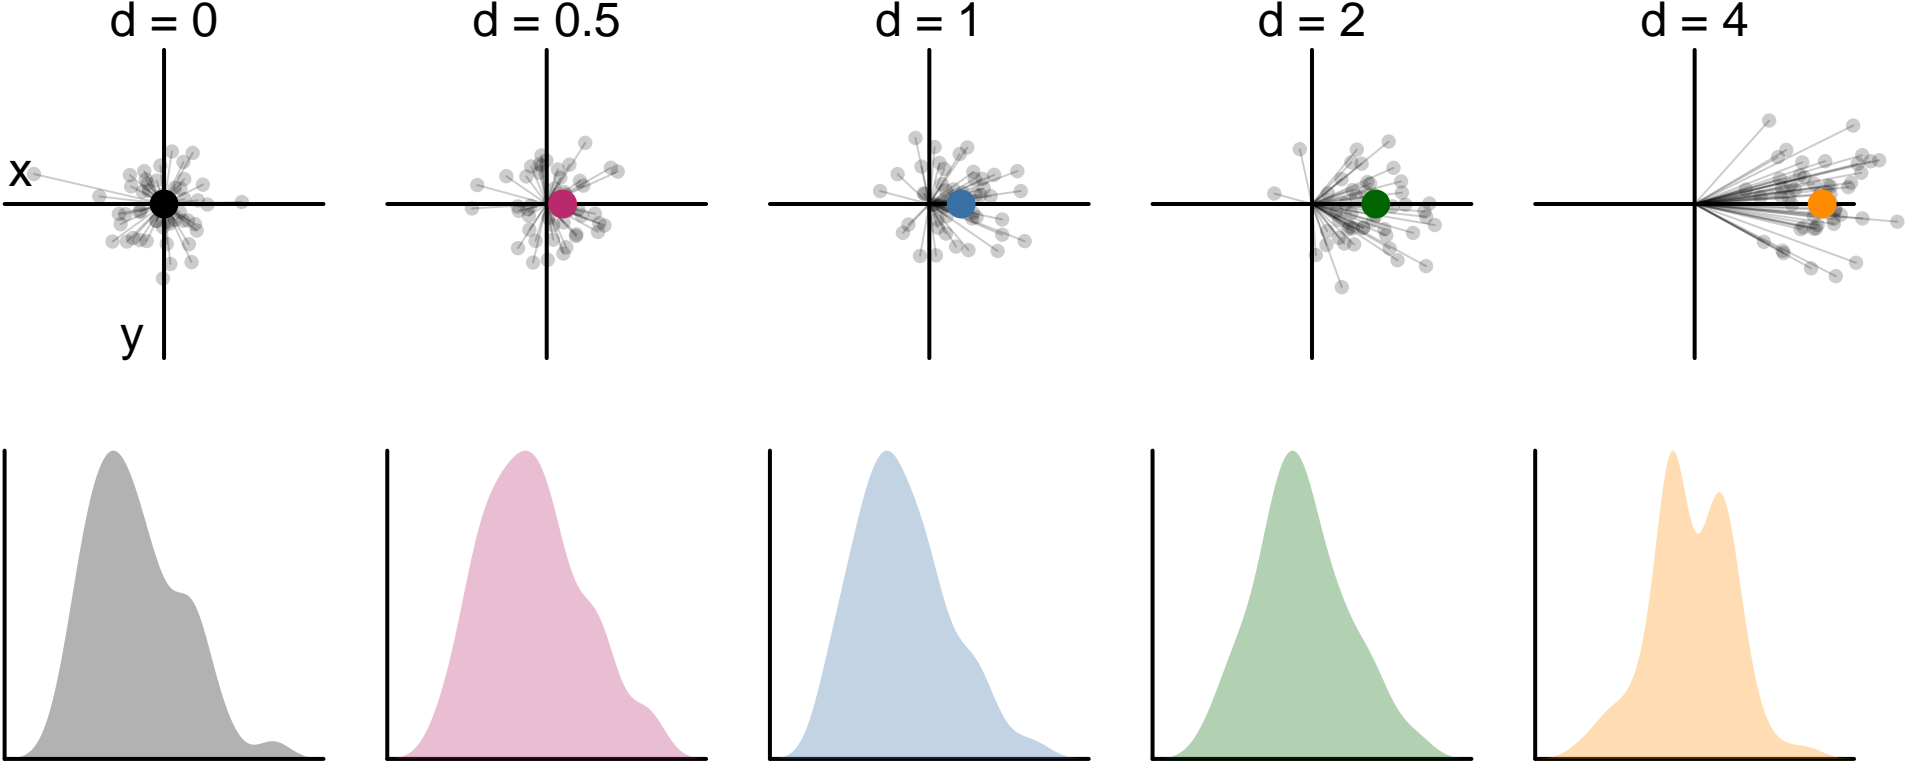 d = 0
d = 0.5
d = 1
d = 2
d = 4
x
y